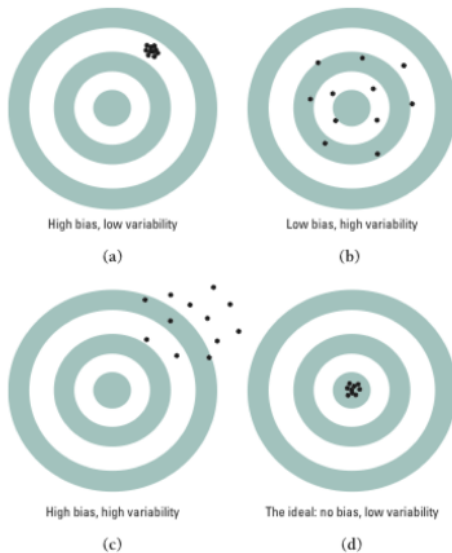 High bias, low variability
(a)
Low bias, high variability
(b)
High bias, high variability
(c)
The ideal: no bias, low variability
(d)